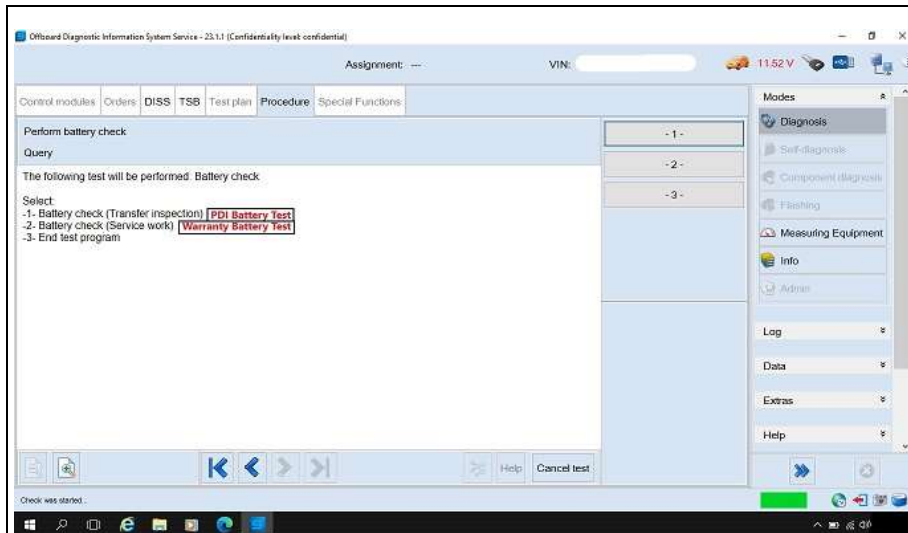 Offboard Diagnostic Information System Service - 23.1.1 (Confidentiality level: confidential)
Assignment: ---
VIN:
11.52 V
Control modules
Orders
DISS
TSB
Test plan
Procedure
Special Functions
Perform battery check
Query
The following test will be performed: Battery check
Select:
-1- Battery check (Transfer inspection) PDI Battery Test
-2- Battery check (Service work) Warranty Battery Test
-3- End test program
- 1 -
- 2 -
- 3 -
Modes
Diagnosis
Self-diagnosis
Component diagnosis
Flashing
Measuring Equipment
Info
Admin
Log
Data
Extras
Help
Help
Cancel test
Check was started...